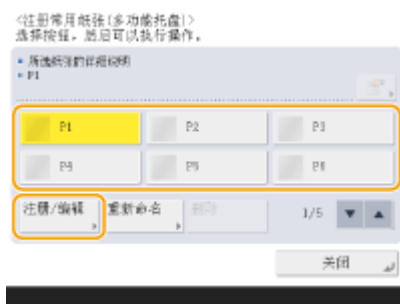 <注册常用纸张(多功能托盘)>
选择按钮，然后可以执行操作。
▪ 所选纸张的详细说明
▪ P1
P1 P2 P3
P4 P5 P6
注册/编辑 重新命名 删除 1/5 ▼ ▲
关闭